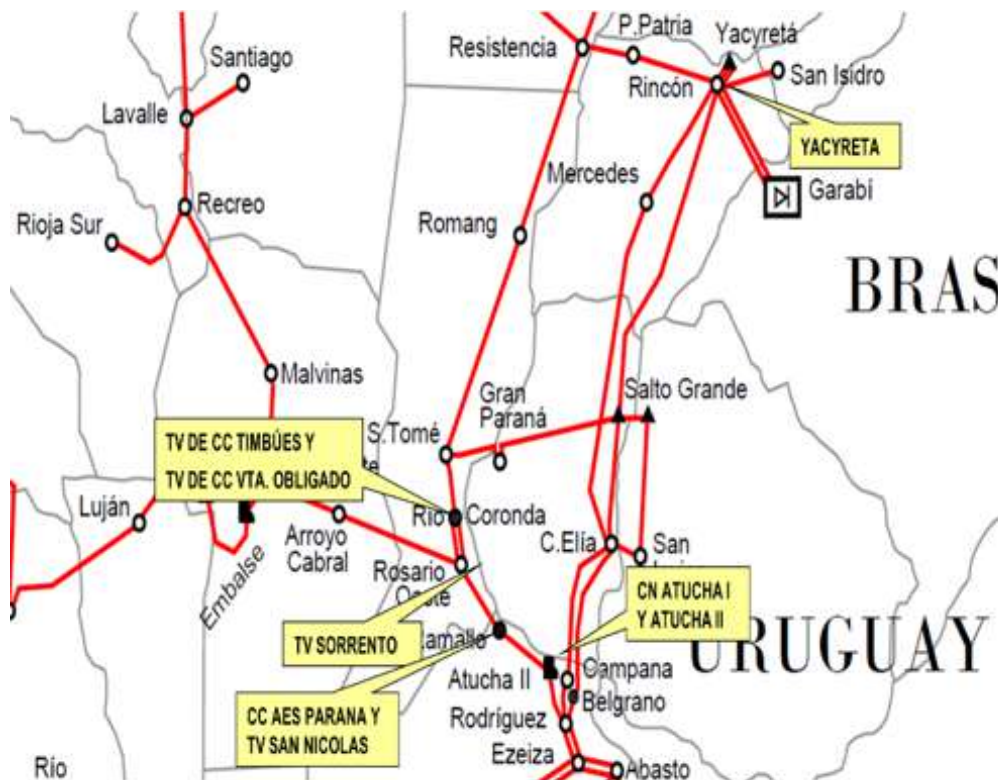 P.Patria
Yacyretá
Resistencia
Santiago
San Isidro
Rincón
Lavalle
YACYRETA
Mercedes
Garabí
Recreo
Rioja Sur
Romang
BRAS
Malvinas
Gran
Paraná
Salto Grande
S.Tomé
TV DE CC TIMBÚES Y
TV DE CC VTA. OBLIGADO
Luján
Río Coronda
Arroyo
Cabral
C.Elía
San
Embalse
Rosario
CN ATUCHA I
Y ATUCHA II
TV SORRENTO
URUGUAY
Atucha II
Campana
Belgrano
CC AES PARANA Y
TV SAN NICOLAS
Rodríguez
Ezeiza
Abasto
Río